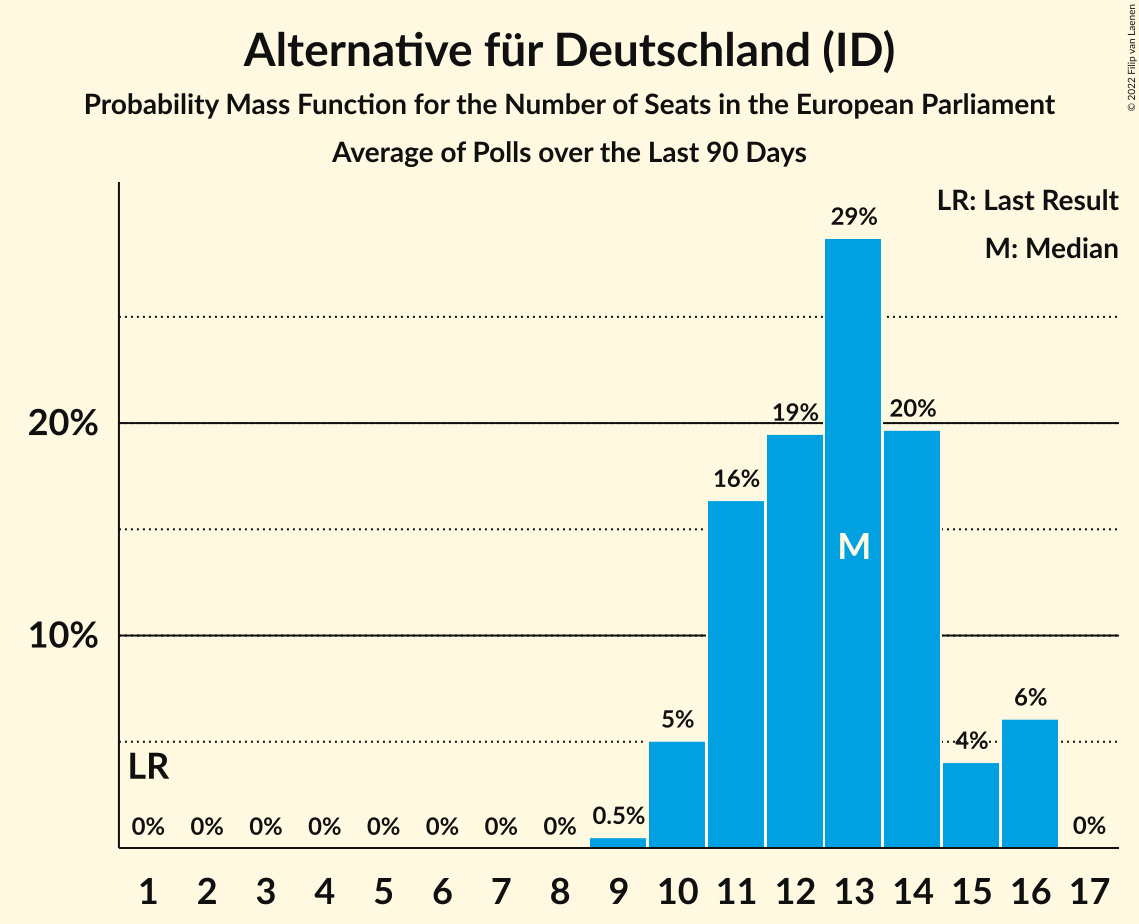 Alternative für Deutschland (ID)
Probability Mass Function for the Number of Seats in the European Parliament
Average of Polls over the Last 90 Days
© 2022 Filip van Laenen
LR: Last Result
M: Median
29%
20%
19%
20%
16%
M
10%
6%
5%
4%
LR
0.5%
0% 0% 0% 0% 0% 0% 0% 0% 0%
1 2 3 4 5 6 7 8 9 10 11 12 13 14 15 16 17